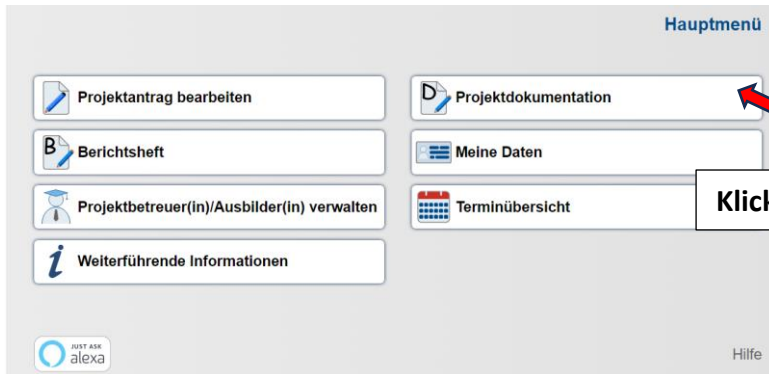 Hauptmenü
Projektantrag bearbeiten
D
Projektdokumentation
B
Berichtsheft
Meine Daten
Projektbetreuer(in)/Ausbilder(in) verwalten
Terminübersicht
Klick
i
Weiterführende Informationen
JUST ASK
alexa
Hilfe